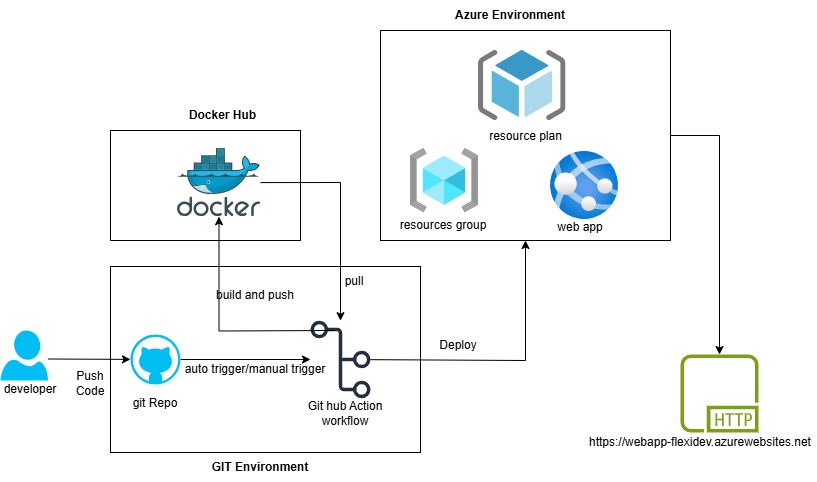 Azure Environment
resource plan
Docker Hub
docker
resources group
web app
pull
build and push
Deploy
developer
Push
Code
git Repo
auto trigger/manual trigger
Git hub Action
workflow
GIT Environment
HTTP
https://webapp-flexidev.azurewebsites.net